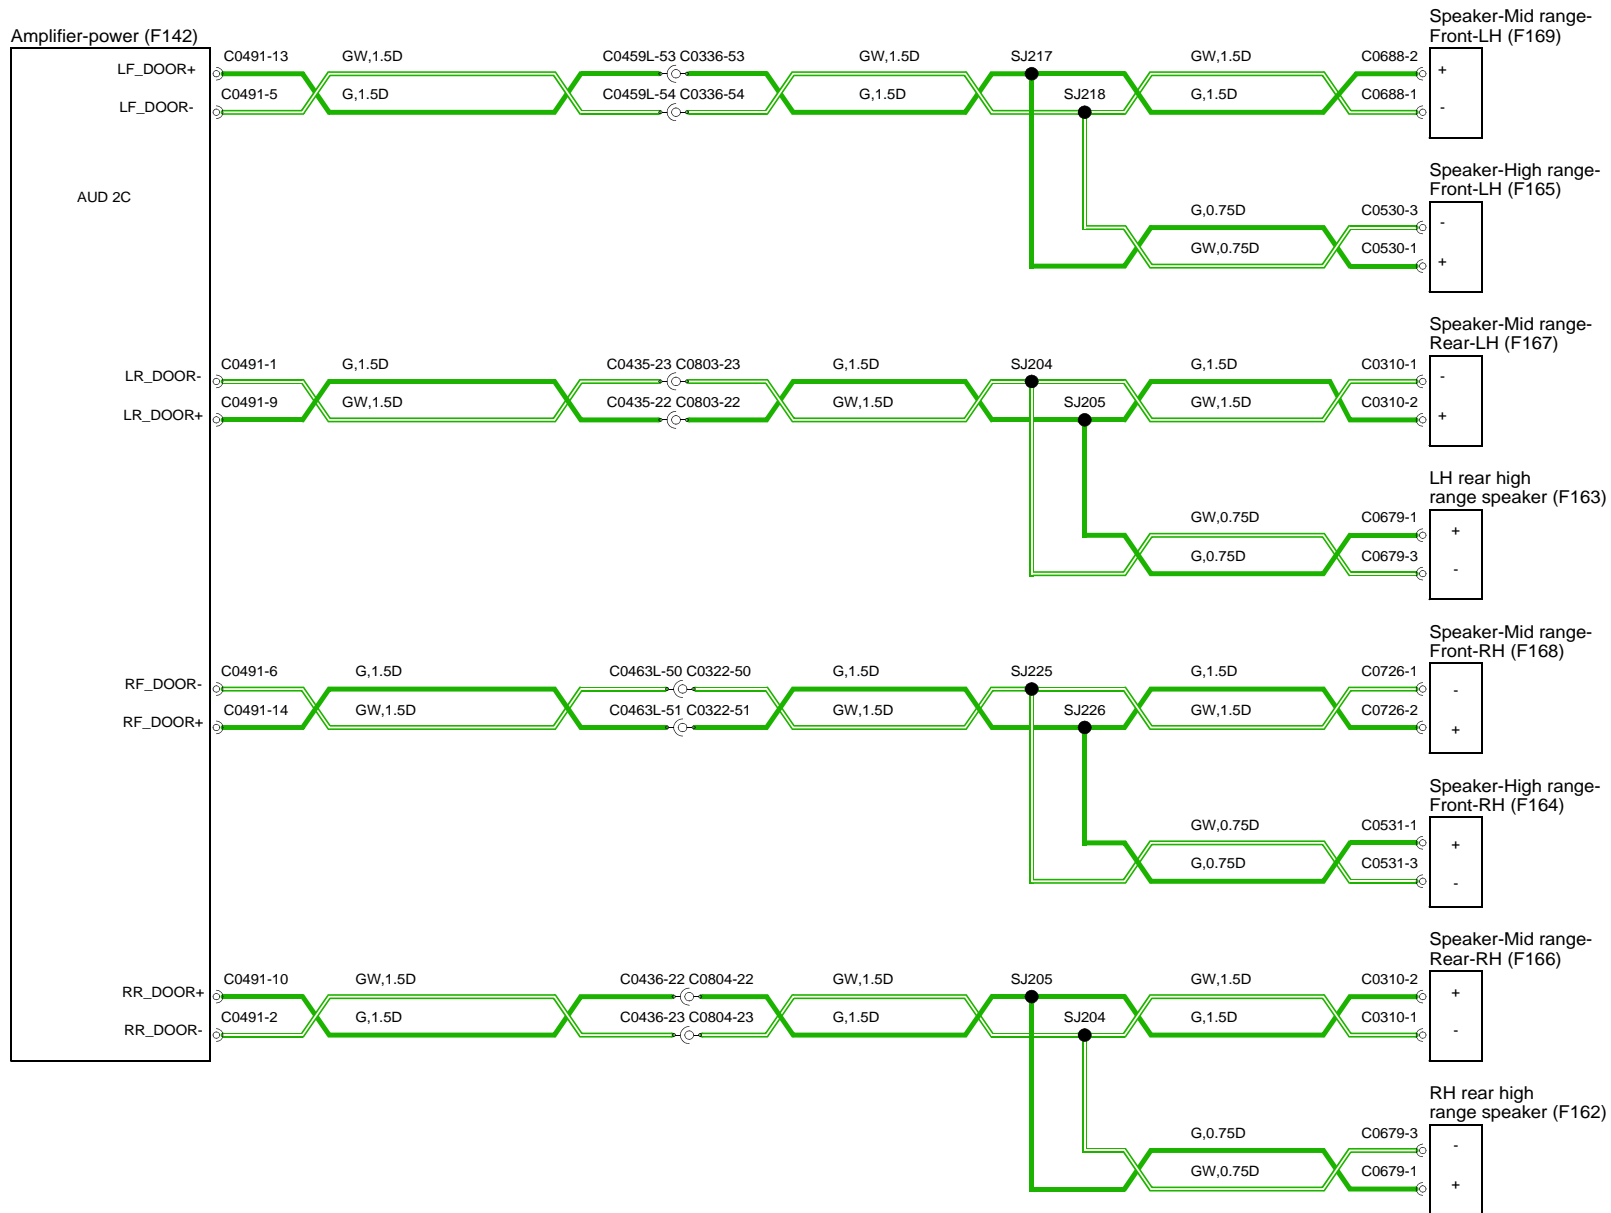 Amplifier-power (F142)
AUD 2C
Speaker-Mid range-
Front-LH (F169)
C0491-13 GW,1.5D C0459L-53 C0336-53 GW,1.5D SJ217 GW,1.5D C0688-2
LF_DOOR+ +
C0491-5 G,1.5D C0459L-54 C0336-54 G,1.5D SJ218 G,1.5D C0688-1
LF_DOOR- -
Speaker-High range-
Front-LH (F165)
G,0.75D C0530-3
-
GW,0.75D C0530-1
+
Speaker-Mid range-
Rear-LH (F167)
C0491-1 G,1.5D C0435-23 C0803-23 G,1.5D SJ204 G,1.5D C0310-1
LR_DOOR- -
C0491-9 GW,1.5D C0435-22 C0803-22 GW,1.5D SJ205 GW,1.5D C0310-2
LR_DOOR+ +
LH rear high
range speaker (F163)
GW,0.75D C0679-1
+
G,0.75D C0679-3
-
Speaker-Mid range-
Front-RH (F168)
C0491-6 G,1.5D C0463L-50 C0322-50 G,1.5D SJ225 G,1.5D C0726-1
RF_DOOR- -
C0491-14 GW,1.5D C0463L-51 C0322-51 GW,1.5D SJ226 GW,1.5D C0726-2
RF_DOOR+ +
Speaker-High range-
Front-RH (F164)
GW,0.75D C0531-1
+
G,0.75D C0531-3
-
Speaker-Mid range-
Rear-RH (F166)
C0491-10 GW,1.5D C0436-22 C0804-22 GW,1.5D SJ205 GW,1.5D C0310-2
RR_DOOR+ +
C0491-2 G,1.5D C0436-23 C0804-23 G,1.5D SJ204 G,1.5D C0310-1
RR_DOOR- -
RH rear high
range speaker (F162)
G,0.75D C0679-3
-
GW,0.75D C0679-1
+